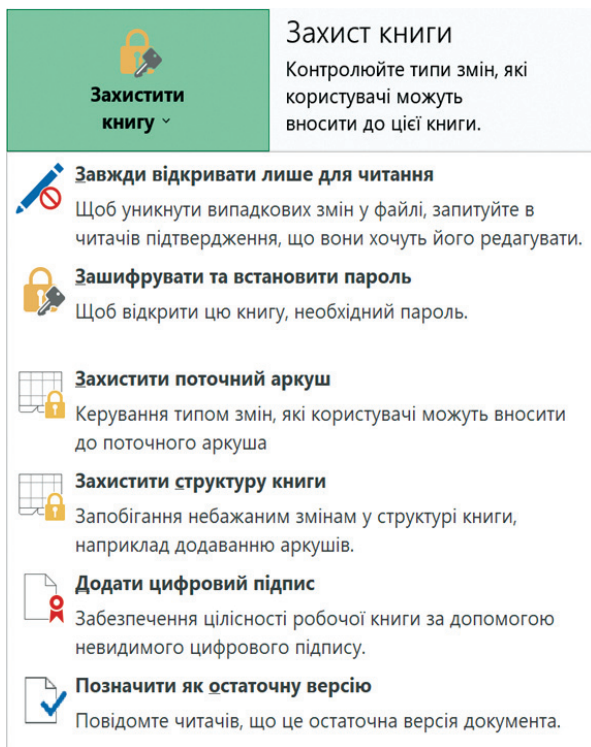 Захистити
книгу
Захист книги
Контролюйте типи змін, які
користувачі можуть
вносити до цієї книги.
Завжди відкривати лише для читання
Щоб уникнути випадкових змін у файлі, запитуйте в
читачів підтвердження, що вони хочуть його редагувати.
Зашифрувати та встановити пароль
Щоб відкрити цю книгу, необхідний пароль.
Захистити поточний аркуш
Керування типом змін, які користувачі можуть вносити
до поточного аркуша
Захистити структуру книги
Запобігання небажаним змінам у структурі книги,
наприклад додаванню аркушів.
Додати цифровий підпис
Забезпечення цілісності робочої книги за допомогою
невидимого цифрового підпису.
Позначити як остаточну версію
Повідомте читачів, що це остаточна версія документа.